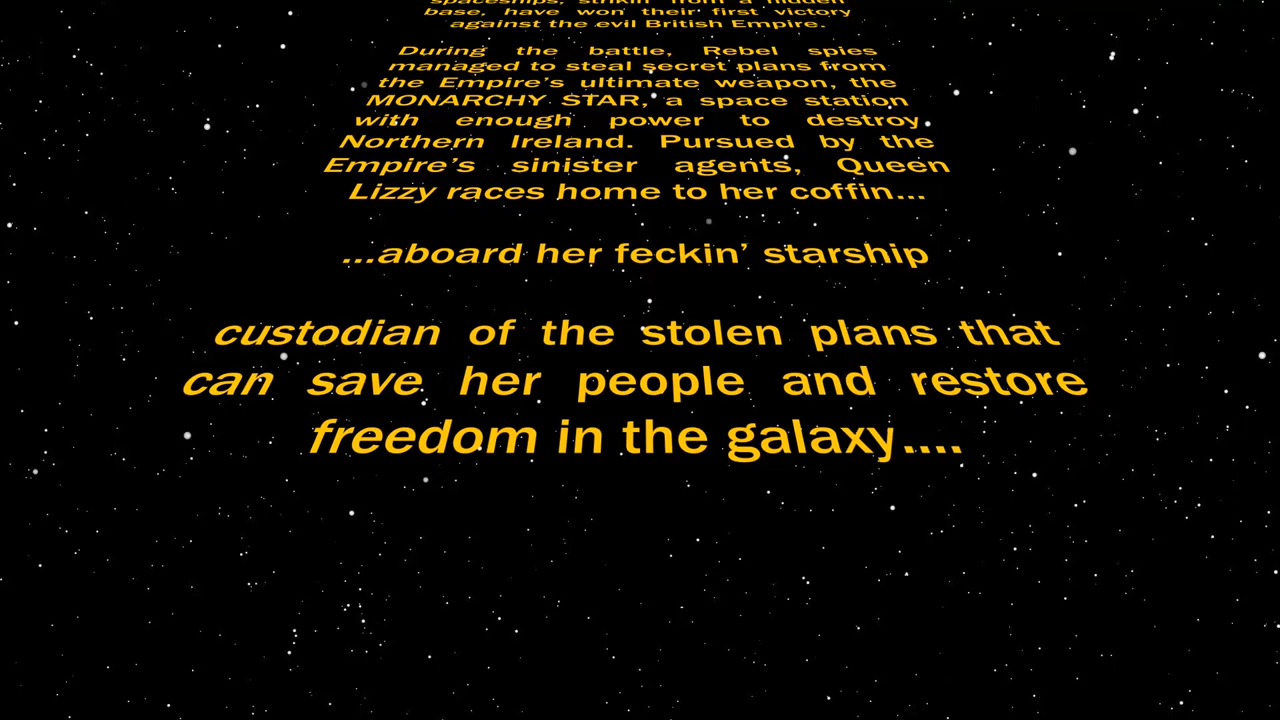 spaceships, strikin' from a hidden
base, have won their first victory
against the evil British Empire.
During the battle, Rebel spies
managed to steal secret plans from
the Empire’s ultimate weapon, the
MONARCHY STAR, a space station
with enough power to destroy
Northern Ireland. Pursued by the
Empire’s sinister agents, Queen
Lizzy races home to her coffin...
...aboard her feckin’ starship
custodian of the stolen plans that
can save her people and restore
freedom in the galaxy....